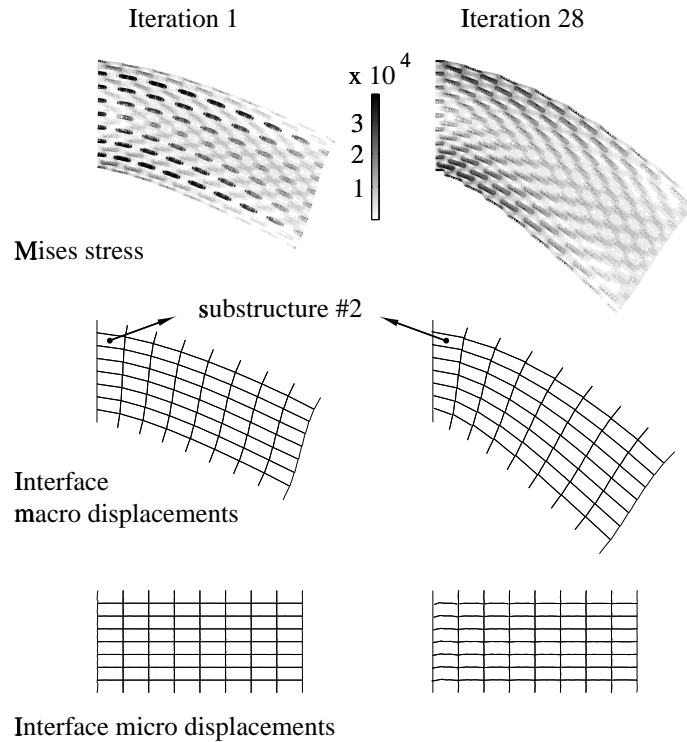 Iteration 1
Iteration 28
x 10 4
3
2
1
Mises stress
substructure #2
Interface
macro displacements
Interface micro displacements